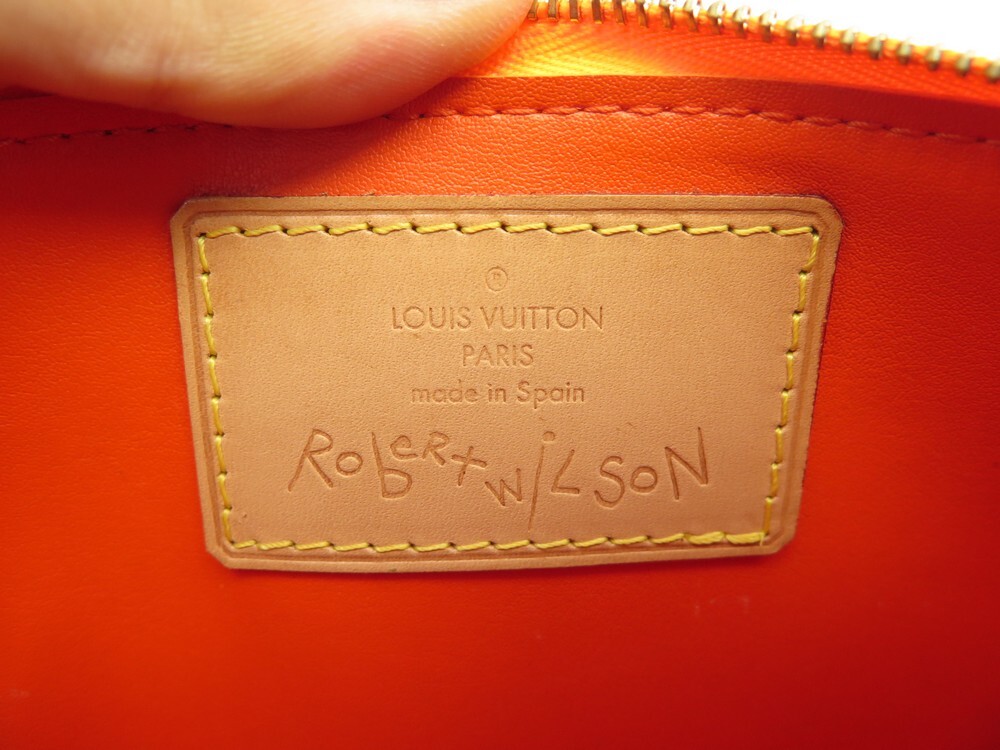 ®
LOUIS VUITTON
PARIS
made in Spain
RobeRt WiLSON